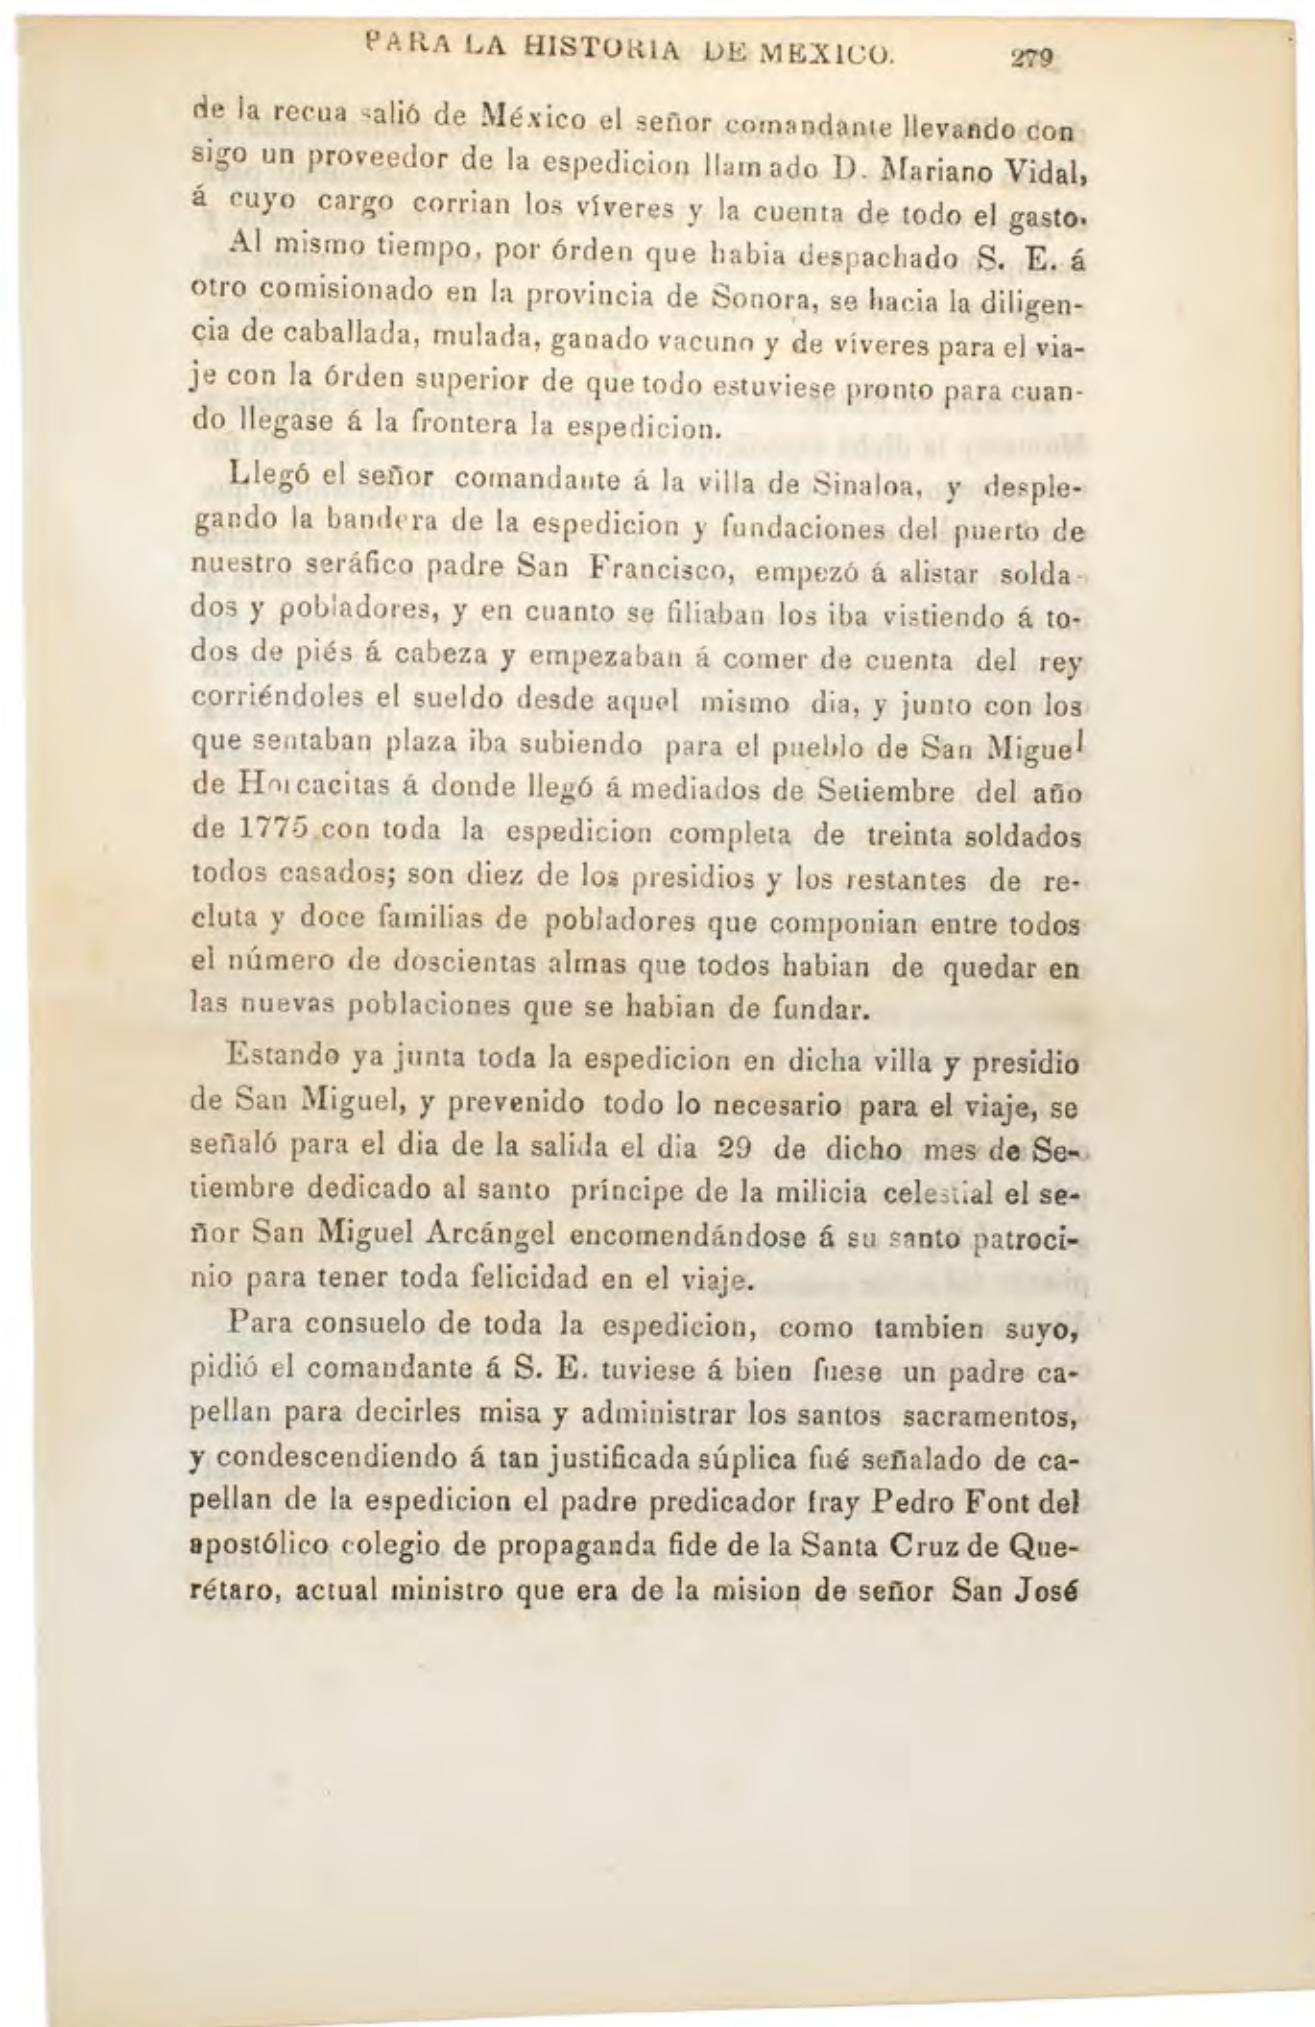 PARA LA HISTORIA DE MEXICO. 279
de la recua salió de México el señor comandante llevando con
sigo un proveedor de la espedicion llamado D. Mariano Vidal,
á cuyo cargo corrian los víveres y la cuenta de todo el gasto.
Al mismo tiempo, por órden que habia despachado S. E. á
otro comisionado en la provincia de Sonora, se hacia la diligen-
cia de caballada, mulada, ganado vacuno y de víveres para el via-
je con la órden superior de que todo estuviese pronto para cuan-
do llegase á la frontera la espedicion.
Llegó el señor comandante á la villa de Sinaloa, y desple-
gando la bandera de la espedicion y fundaciones del puerto de
nuestro seráfico padre San Francisco, empezó á alistar solda-
dos y pobladores, y en cuanto se filiaban los iba vistiendo á to-
dos de piés á cabeza y empezaban á comer de cuenta del rey
corriéndoles el sueldo desde aquel mismo dia, y junto con los
que sentaban plaza iba subiendo para el pueblo de San Miguel
de Horcacitas á donde llegó á mediados de Setiembre del año
de 1775 con toda la espedicion completa de treinta soldados
todos casados; son diez de los presidios y los restantes de re-
cluta y doce familias de pobladores que componian entre todos
el número de doscientas almas que todos habian de quedar en
las nuevas poblaciones que se habian de fundar.
Estando ya junta toda la espedicion en dicha villa y presidio
de San Miguel, y prevenido todo lo necesario para el viaje, se
señaló para el dia de la salida el dia 29 de dicho mes de Se-
tiembre dedicado al santo príncipe de la milicia celestial el se-
ñor San Miguel Arcángel encomendándose á su santo patroci-
nio para tener toda felicidad en el viaje.
Para consuelo de toda la espedicion, como tambien suyo,
pidió el comandante á S. E. tuviese á bien fuese un padre ca-
pellan para decirles misa y administrar los santos sacramentos,
y condescendiendo á tan justificada súplica fué señalado de ca-
pellan de la espedicion el padre predicador fray Pedro Font del
apostólico colegio de propaganda fide de la Santa Cruz de Que-
rétaro, actual ministro que era de la mision de señor San José